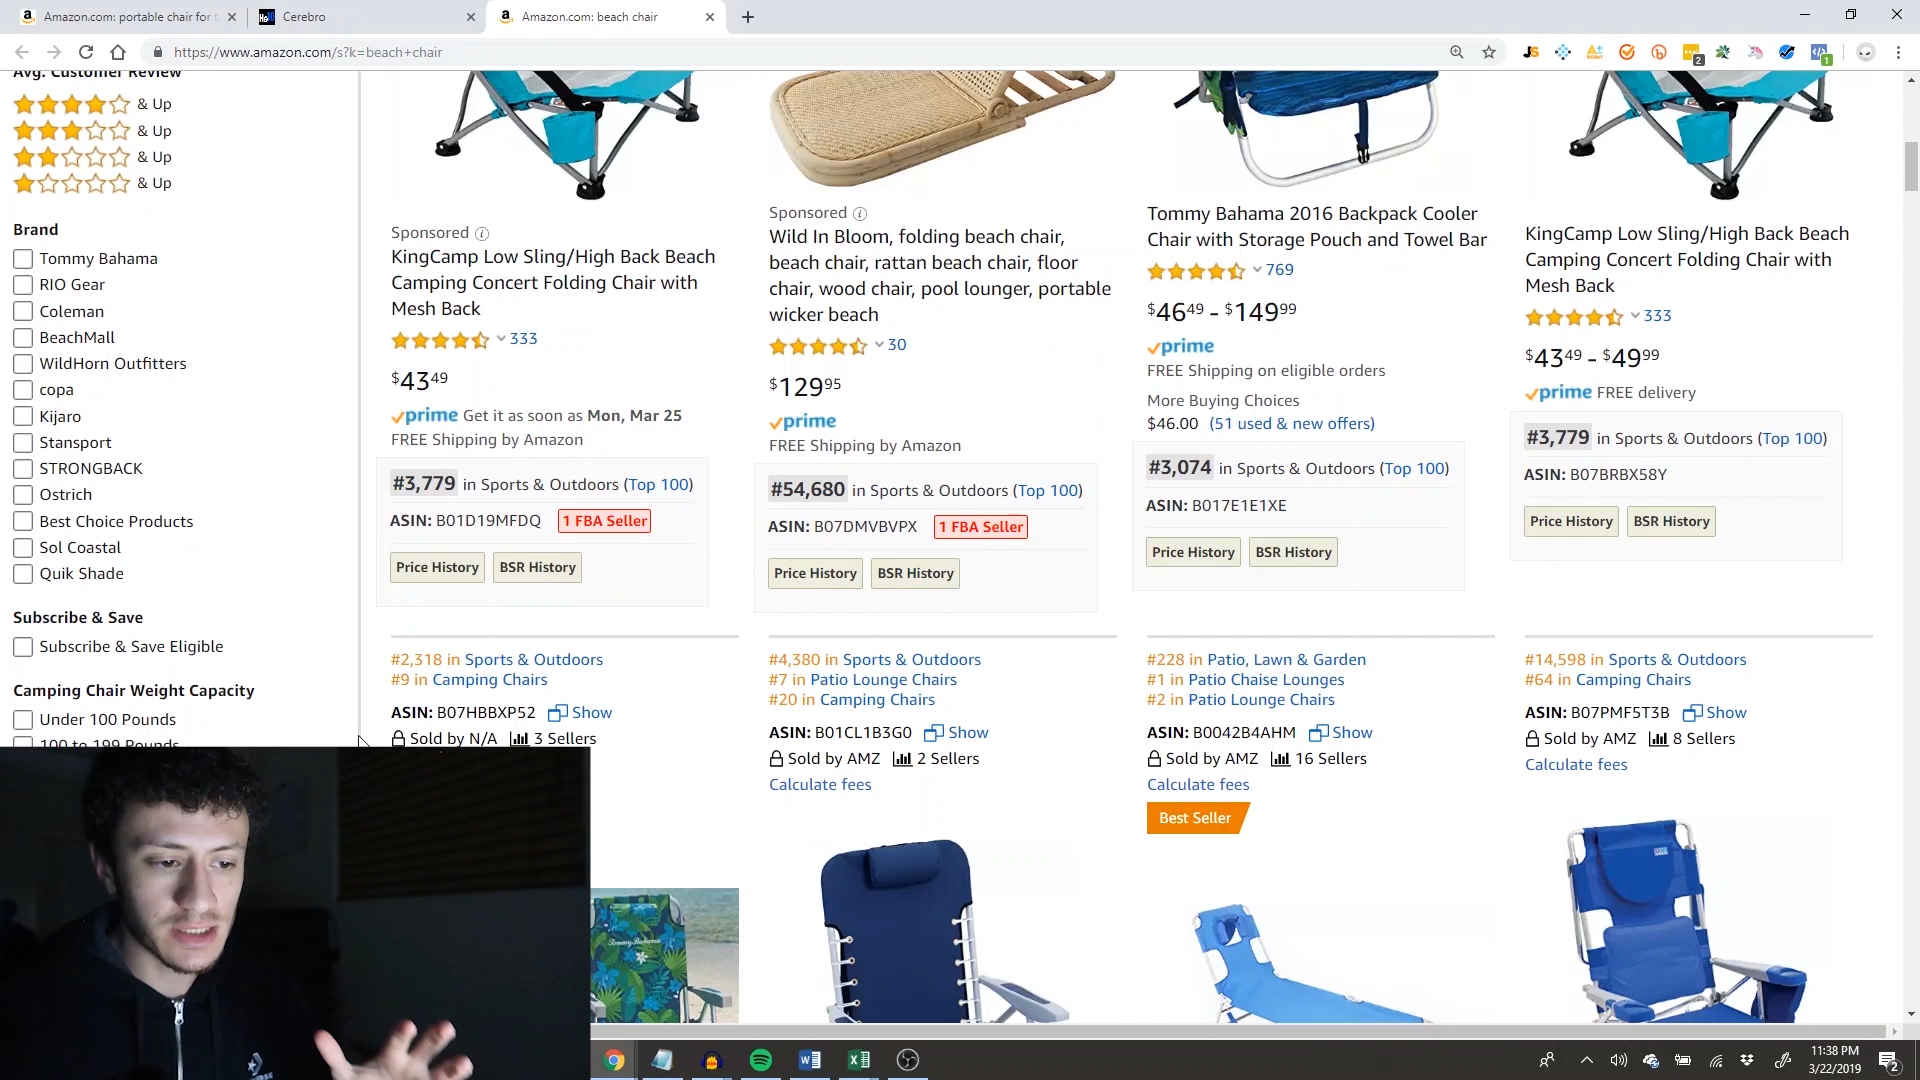 Amazon.com: portable chair for t
Cerebro
Amazon.com: beach chair
https://www.amazon.com/s?k=beach+chair
Avg. Customer Review
& Up
& Up
& Up
& Up
Brand
Tommy Bahama
RIO Gear
Coleman
BeachMall
WildHorn Outfitters
copa
Kijaro
Stansport
STRONGBACK
Ostrich
Best Choice Products
Sol Coastal
Quik Shade
Subscribe & Save
Subscribe & Save Eligible
Camping Chair Weight Capacity
Under 100 Pounds
100 to 199 Pounds
Sponsored
KingCamp Low Sling/High Back Beach
Camping Concert Folding Chair with
Mesh Back
333
$43 49
prime Get it as soon as Mon, Mar 25
FREE Shipping by Amazon
#3,779 in Sports & Outdoors (Top 100)
ASIN: B01D19MFDQ 1 FBA Seller
Price History BSR History
Sponsored
Wild In Bloom, folding beach chair,
beach chair, rattan beach chair, floor
chair, wood chair, pool lounger, portable
wicker beach
30
$129 95
prime
FREE Shipping by Amazon
#54,680 in Sports & Outdoors (Top 100)
ASIN: B07DMVBVPX 1 FBA Seller
Price History BSR History
Tommy Bahama 2016 Backpack Cooler
Chair with Storage Pouch and Towel Bar
769
$46 49 - $149 99
prime
FREE Shipping on eligible orders
More Buying Choices
$46.00 (51 used & new offers)
#3,074 in Sports & Outdoors (Top 100)
ASIN: B017E1E1XE
Price History BSR History
KingCamp Low Sling/High Back Beach
Camping Concert Folding Chair with
Mesh Back
333
$43 49 - $49 99
prime FREE delivery
#3,779 in Sports & Outdoors (Top 100)
ASIN: B07BRBX58Y
Price History BSR History
#2,318 in Sports & Outdoors
#9 in Camping Chairs
ASIN: B07HBBXP52 Show
Sold by N/A 3 Sellers
#4,380 in Sports & Outdoors
#7 in Patio Lounge Chairs
#20 in Camping Chairs
ASIN: B01CL1B3G0 Show
Sold by AMZ 2 Sellers
Calculate fees
#228 in Patio, Lawn & Garden
#1 in Patio Chaise Lounges
#2 in Patio Lounge Chairs
ASIN: B0042B4AHM Show
Sold by AMZ 16 Sellers
Calculate fees
Best Seller
#14,598 in Sports & Outdoors
#64 in Camping Chairs
ASIN: B07PMF5T3B Show
Sold by AMZ 8 Sellers
Calculate fees
Tommy Bahama
11:38 PM
3/22/2019